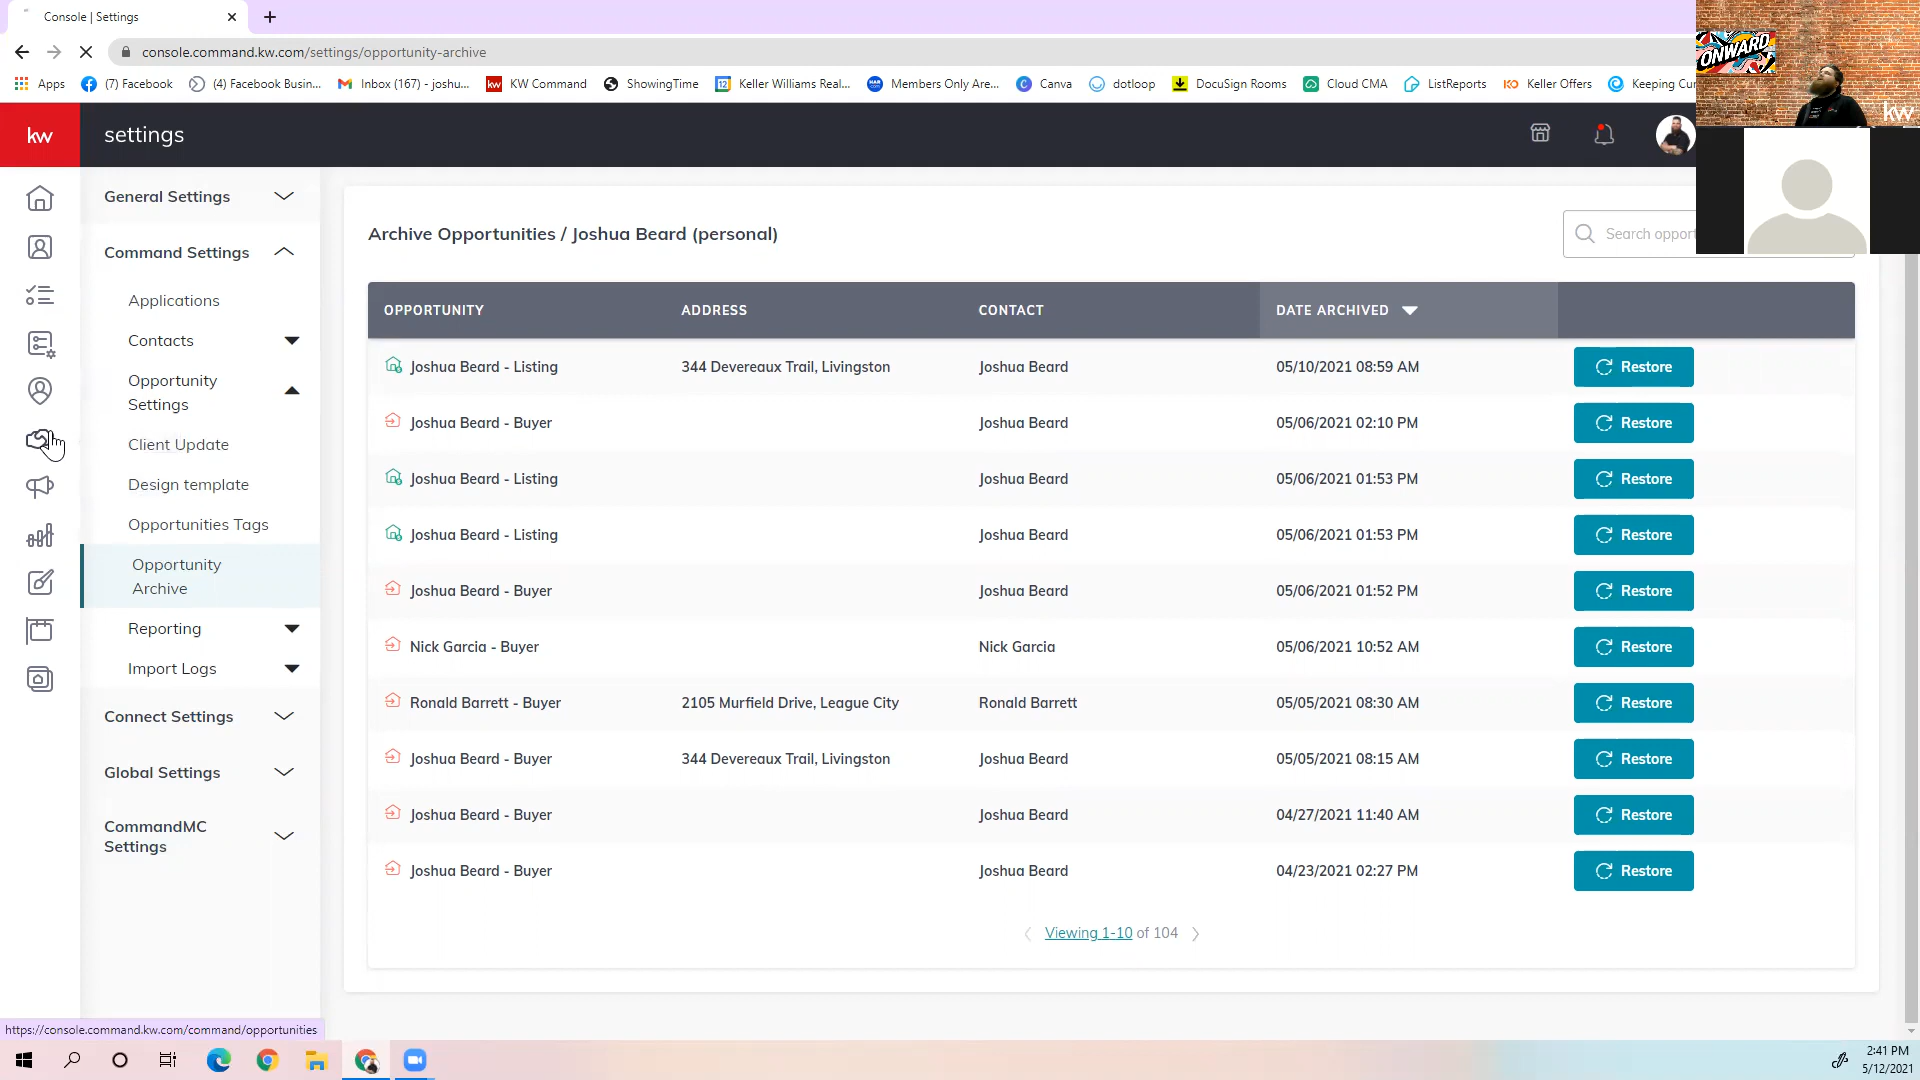 Console | Settings
console.command.kw.com/settings/opportunity-archive
Apps
(7) Facebook
(4) Facebook Busin...
Inbox (167) - joshu...
KW Command
ShowingTime
Keller Williams Real...
Members Only Are...
Canva
dotloop
DocuSign Rooms
Cloud CMA
ListReports
Keller Offers
Keeping Cur
ONWARD
kw
kw
settings
General Settings
Command Settings
Applications
Contacts
Opportunity
Settings
Client Update
Design template
Opportunities Tags
Opportunity
Archive
Reporting
Import Logs
Connect Settings
Global Settings
CommandMC
Settings
Archive Opportunities / Joshua Beard (personal)
Search opport
OPPORTUNITY ADDRESS CONTACT DATE ARCHIVED
Joshua Beard - Listing 344 Devereaux Trail, Livingston Joshua Beard 05/10/2021 08:59 AM Restore
Joshua Beard - Buyer Joshua Beard 05/06/2021 02:10 PM Restore
Joshua Beard - Listing Joshua Beard 05/06/2021 01:53 PM Restore
Joshua Beard - Listing Joshua Beard 05/06/2021 01:53 PM Restore
Joshua Beard - Buyer Joshua Beard 05/06/2021 01:52 PM Restore
Nick Garcia - Buyer Nick Garcia 05/06/2021 10:52 AM Restore
Ronald Barrett - Buyer 2105 Murfield Drive, League City Ronald Barrett 05/05/2021 08:30 AM Restore
Joshua Beard - Buyer 344 Devereaux Trail, Livingston Joshua Beard 05/05/2021 08:15 AM Restore
Joshua Beard - Buyer Joshua Beard 04/27/2021 11:40 AM Restore
Joshua Beard - Buyer Joshua Beard 04/23/2021 02:27 PM Restore
Viewing 1-10 of 104
https://console.command.kw.com/command/opportunities
2:41 PM
5/12/2021